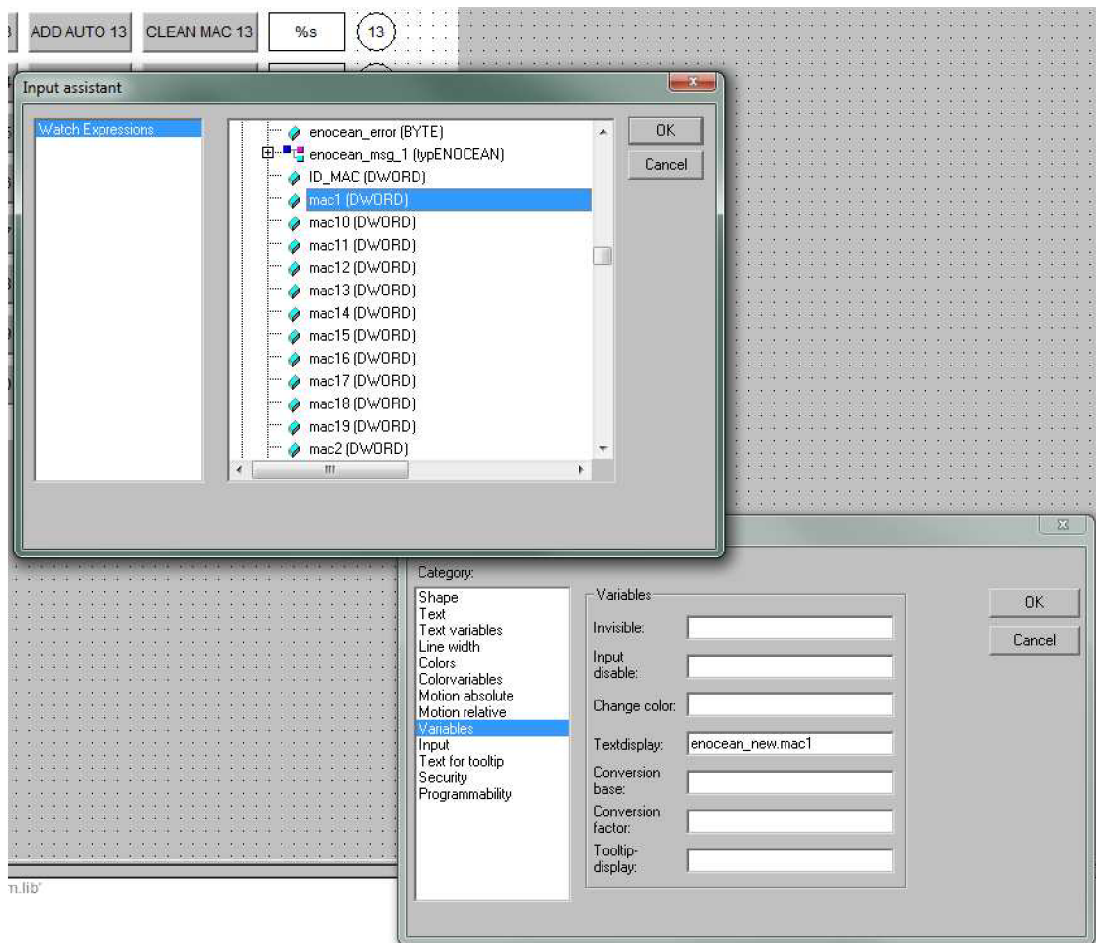 ADD AUTO 13 CLEAN MAC 13 %s 13
Input assistant
Watch Expressions
enocean_error (BYTE)
enocean_msg_1 (typENOCEAN)
ID_MAC (DWORD)
mac1 (DWORD)
mac10 (DWORD)
mac11 (DWORD)
mac12 (DWORD)
mac13 (DWORD)
mac14 (DWORD)
mac15 (DWORD)
mac16 (DWORD)
mac17 (DWORD)
mac18 (DWORD)
mac19 (DWORD)
mac2 (DWORD)
OK
Cancel
Category:
Shape
Text
Text variables
Line width
Colors
Colorvariables
Motion absolute
Motion relative
Variables
Input
Text for tooltip
Security
Programmability
Variables
Invisible:
Input
disable:
Change color:
Textdisplay: enocean_new.mac1
Conversion
base:
Conversion
factor:
Tooltip-
display:
OK
Cancel
m.lib'